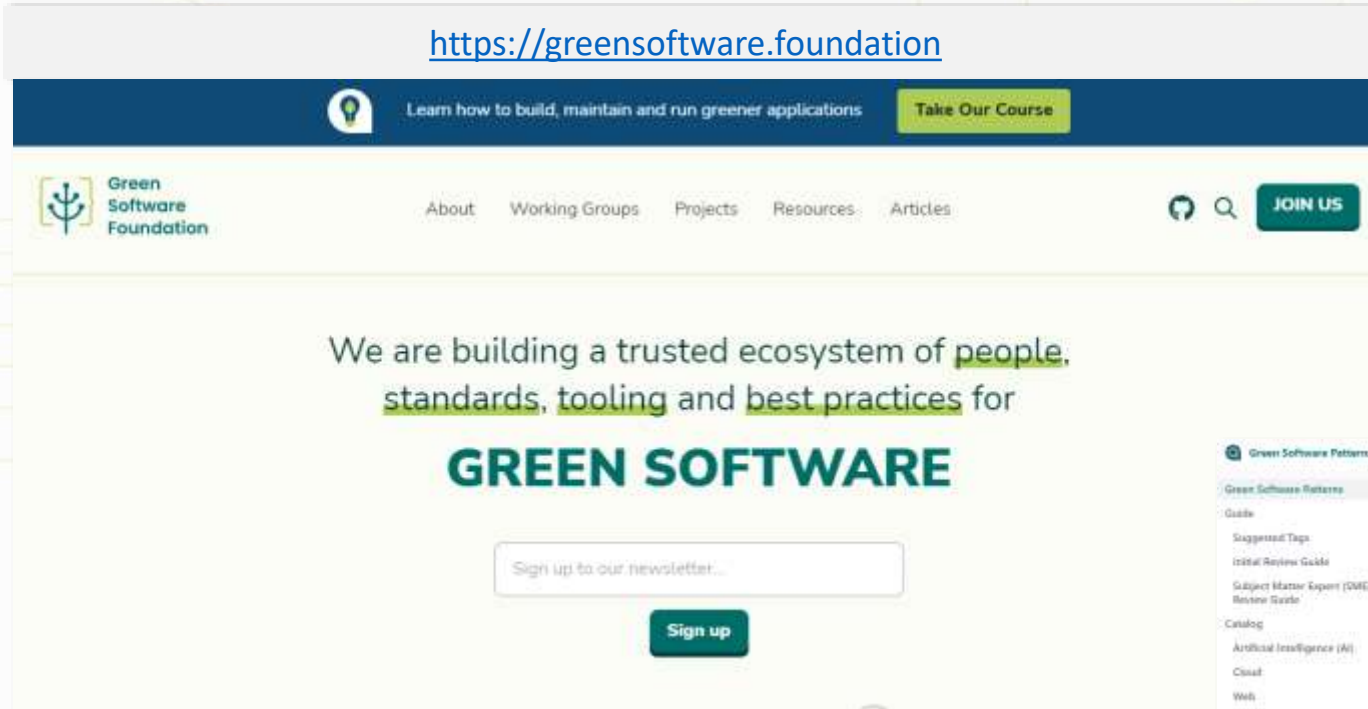 https://greensoftware.foundation
Learn how to build, maintain and run greener applications
Take Our Course
Green
Software
Foundation
About Working Groups Projects Resources Articles
JOIN US
We are building a trusted ecosystem of people,
standards, tooling and best practices for
GREEN SOFTWARE
Sign up to our newsletter...
Sign up
Green Software Pattern
Green Software Patterns
Guide
Suggested Tags
Initial Review Guide
Subject Matter Expert (SME
Review Guide
Catalog
Artificial Intelligence (AI)
Cloud
Web